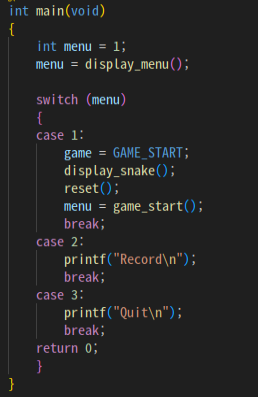 int main(void)
{
    int menu = 1;
    menu = display_menu();

    switch (menu)
    {
    case 1:
        game = GAME_START;
        display_snake();
        reset();
        menu = game_start();
        break;
    case 2:
        printf("Record\n");
        break;
    case 3:
        printf("Quit\n");
        break;
    return 0;
    }
}